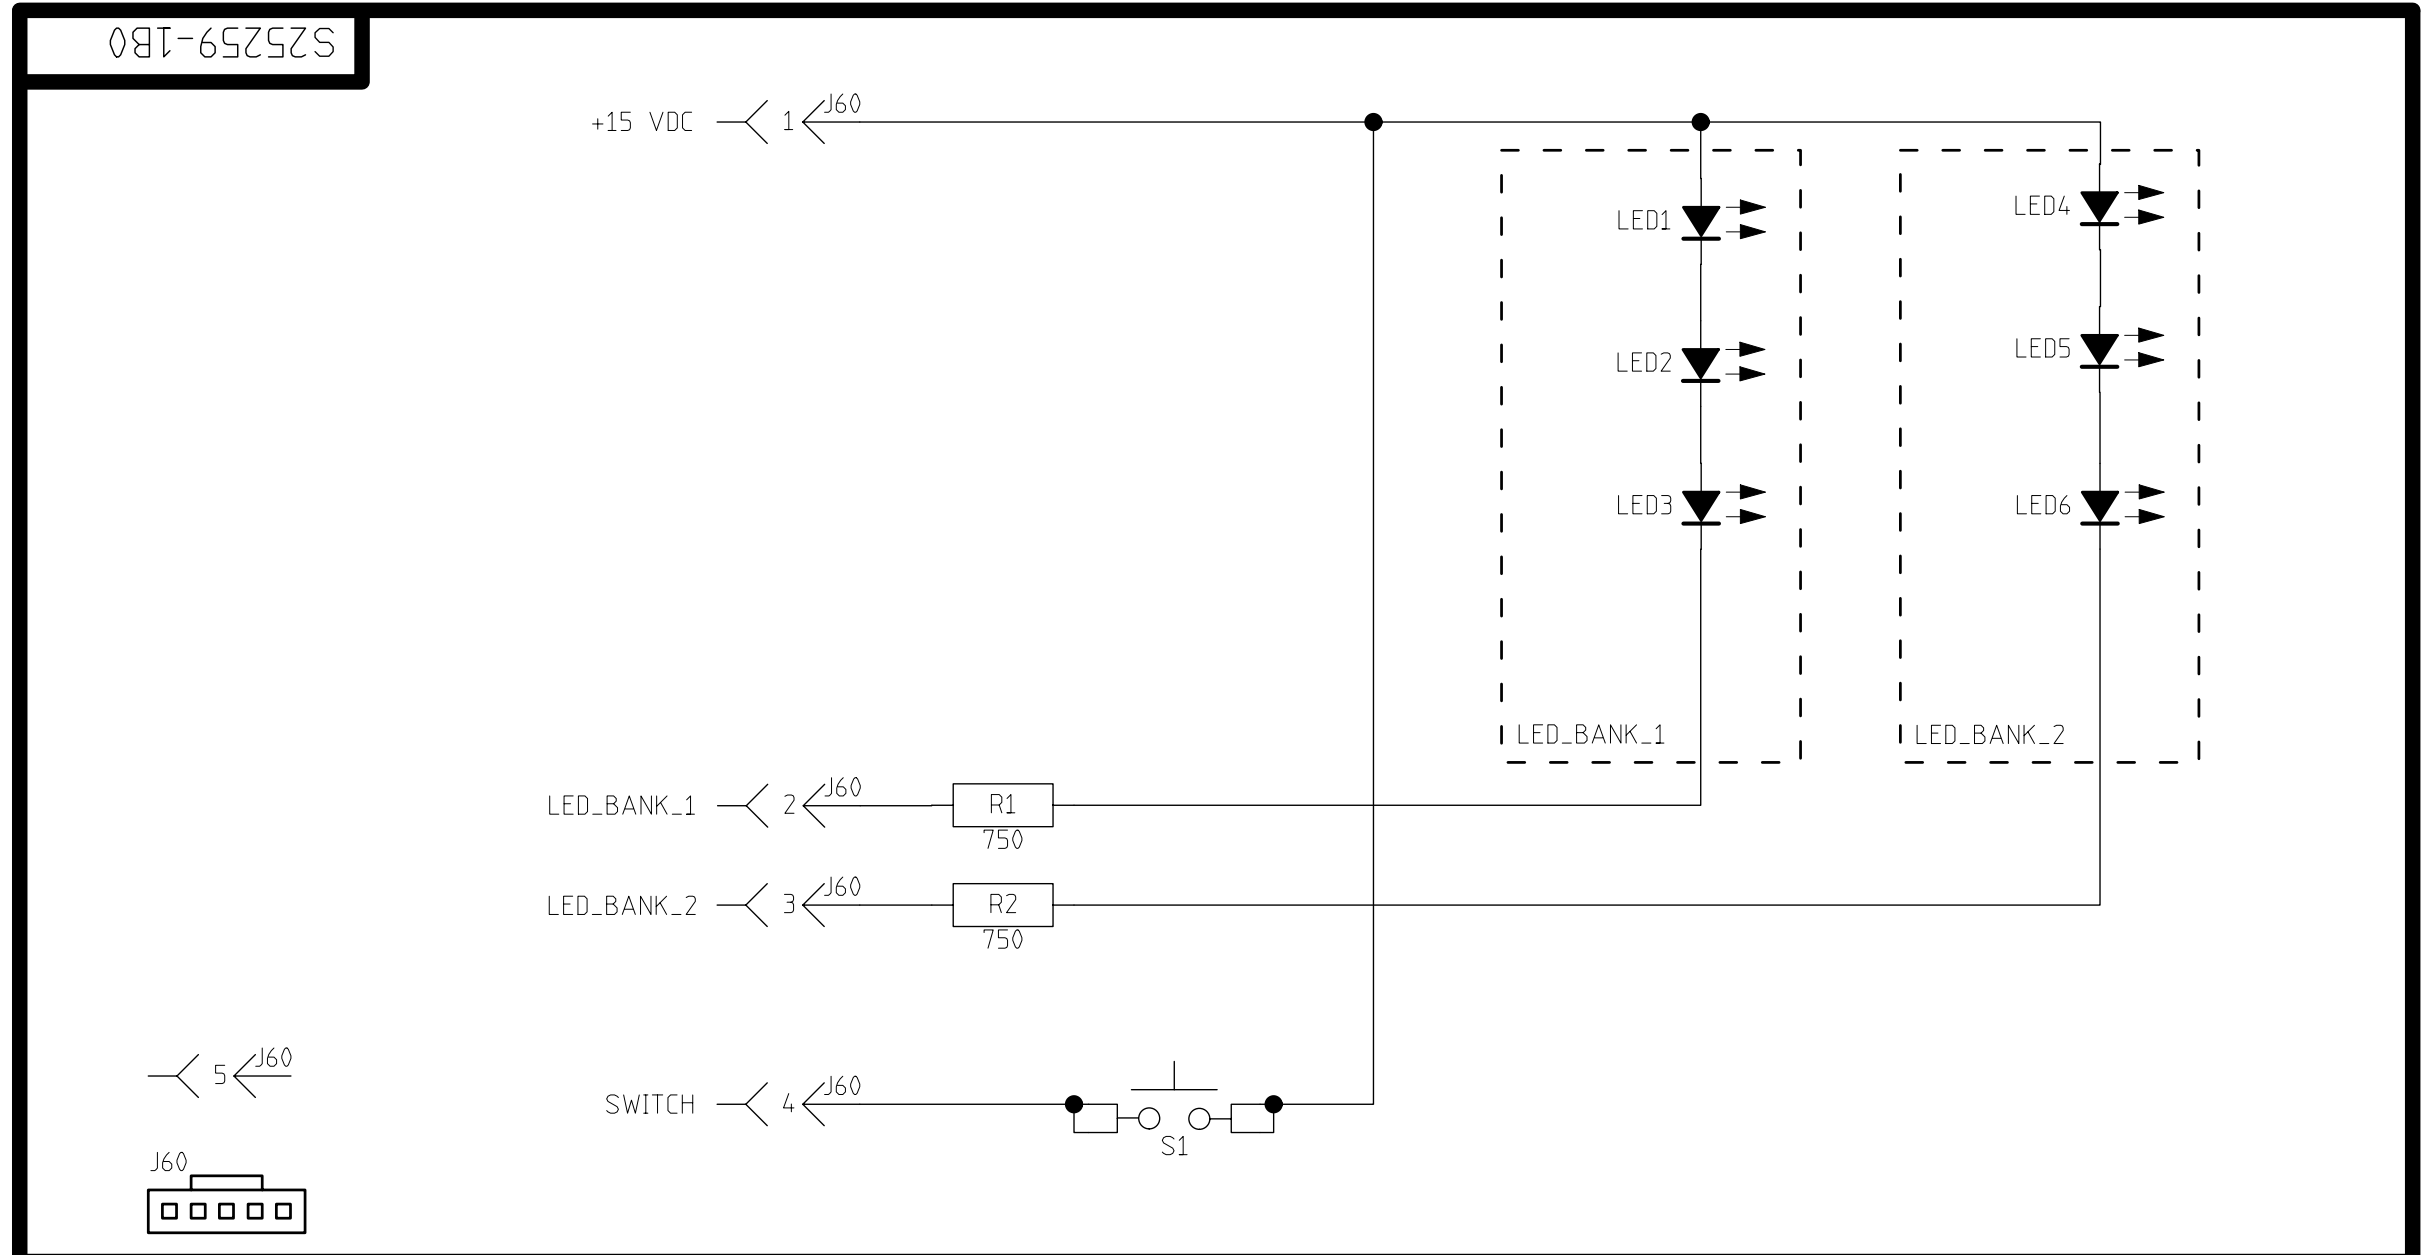 S25259-1B0
+15 VDC 1 J60
LED1
LED4
LED2
LED5
LED3
LED6
LED_BANK_1
LED_BANK_2
LED_BANK_1 2 J60 R1
750
LED_BANK_2 3 J60 R2
750
5 J60
SWITCH 4 J60
S1
J60